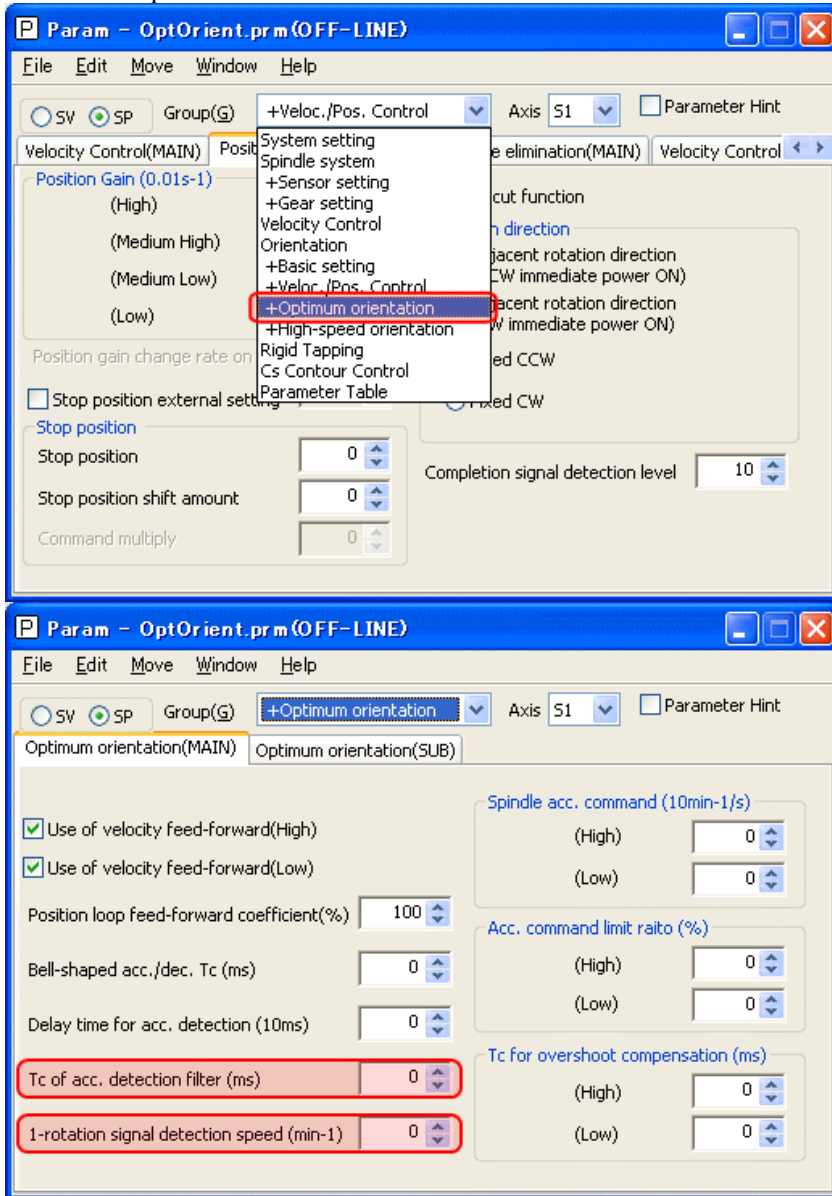 Param - OptOrient.prm(OFF-LINE)
File Edit Move Window Help
SV SP Group(G) +Veloc./Pos. Control Axis S1 Parameter Hint
Velocity Control(MAIN) Posit e elimination(MAIN) Velocity Control
System setting
Spindle system
+Sensor setting
+Gear setting
Velocity Control
Orientation
+Basic setting
+Veloc./Pos. Control
+Optimum orientation
+High-speed orientation
Rigid Tapping
Cs Contour Control
Parameter Table
Position Gain (0.01s-1)
(High)
(Medium High)
(Medium Low)
(Low)
Position gain change rate on
Stop position external setting
Stop position
Stop position 0
Stop position shift amount 0
Command multiply 0
cut function
n direction
jacent rotation direction
CW immediate power ON)
acent rotation direction
W immediate power ON)
ed CCW
Fixed CW
Completion signal detection level 10
Param - OptOrient.prm(OFF-LINE)
File Edit Move Window Help
SV SP Group(G) +Optimum orientation Axis S1 Parameter Hint
Optimum orientation(MAIN) Optimum orientation(SUB)
Use of velocity feed-forward(High)
Use of velocity feed-forward(Low)
Position loop feed-forward coefficient(%) 100
Bell-shaped acc./dec. Tc (ms) 0
Delay time for acc. detection (10ms) 0
Tc of acc. detection filter (ms) 0
1-rotation signal detection speed (min-1) 0
Spindle acc. command (10min-1/s)
(High) 0
(Low) 0
Acc. command limit raito (%)
(High) 0
(Low) 0
Tc for overshoot compensation (ms)
(High) 0
(Low) 0